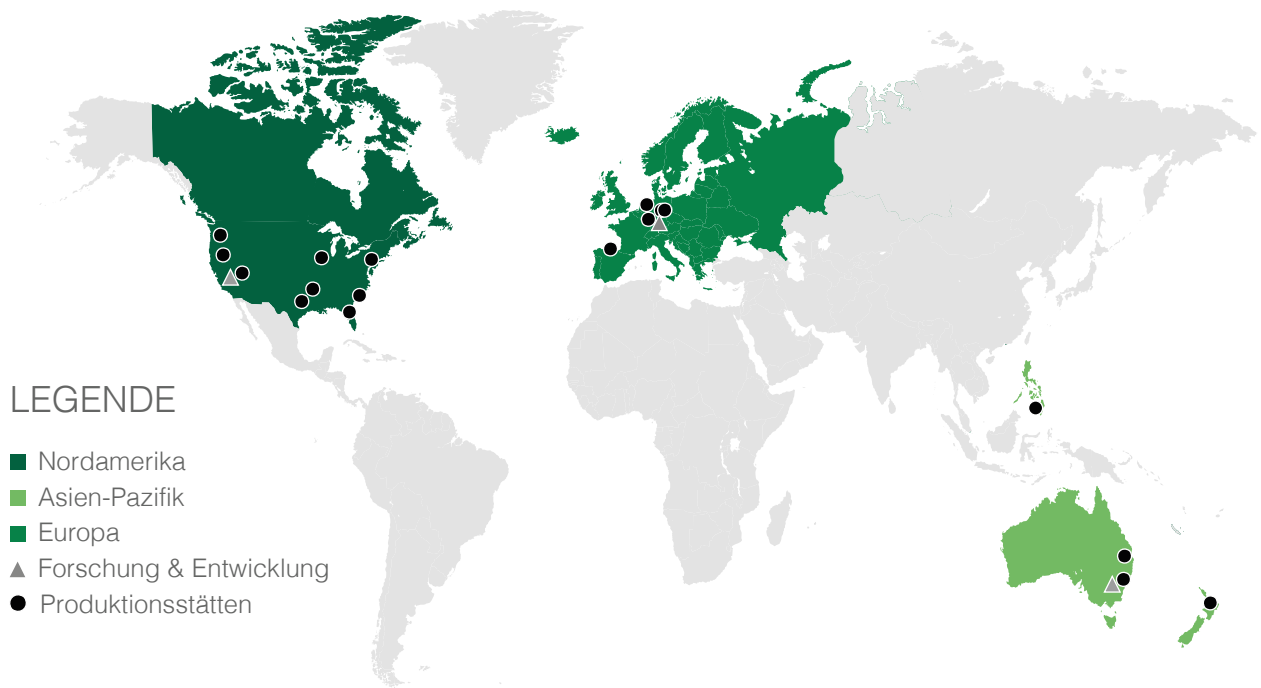 LEGENDE
Nordamerika
Asien-Pazifik
Europa
Forschung & Entwicklung
Produktionsstätten